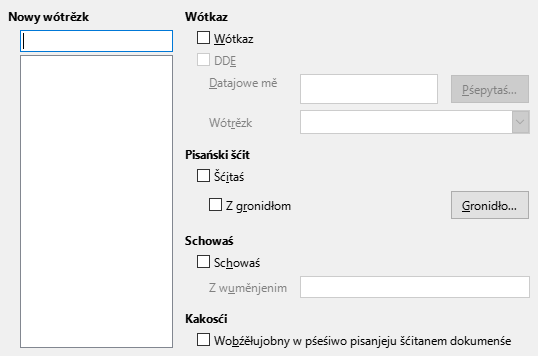 Nowy wótrězk
Wótkaz
Wótkaz
DDE
Datajowe mě
Pśepytaś...
Wótrězk
Pisański šćit
Šćitaś
Z gronidłom
Gronidło...
Schowaś
Schowaś
Z wuměnjenim
Kakosći
Wobźěłujobny w pśeśiwo pisanjeju šćitanem dokumenśe